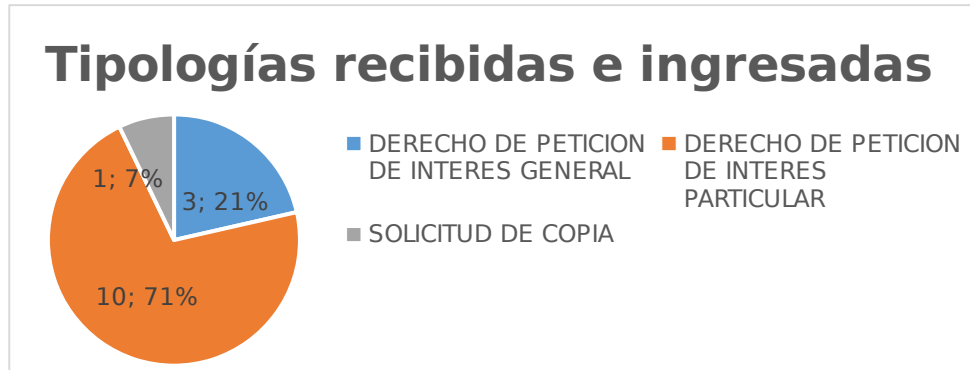 Tipologías recibidas e ingresadas
1; 7%
3; 21%
10; 71%
DERECHO DE PETICION
DE INTERES GENERAL
DERECHO DE PETICION
DE INTERES
PARTICULAR
SOLICITUD DE COPIA